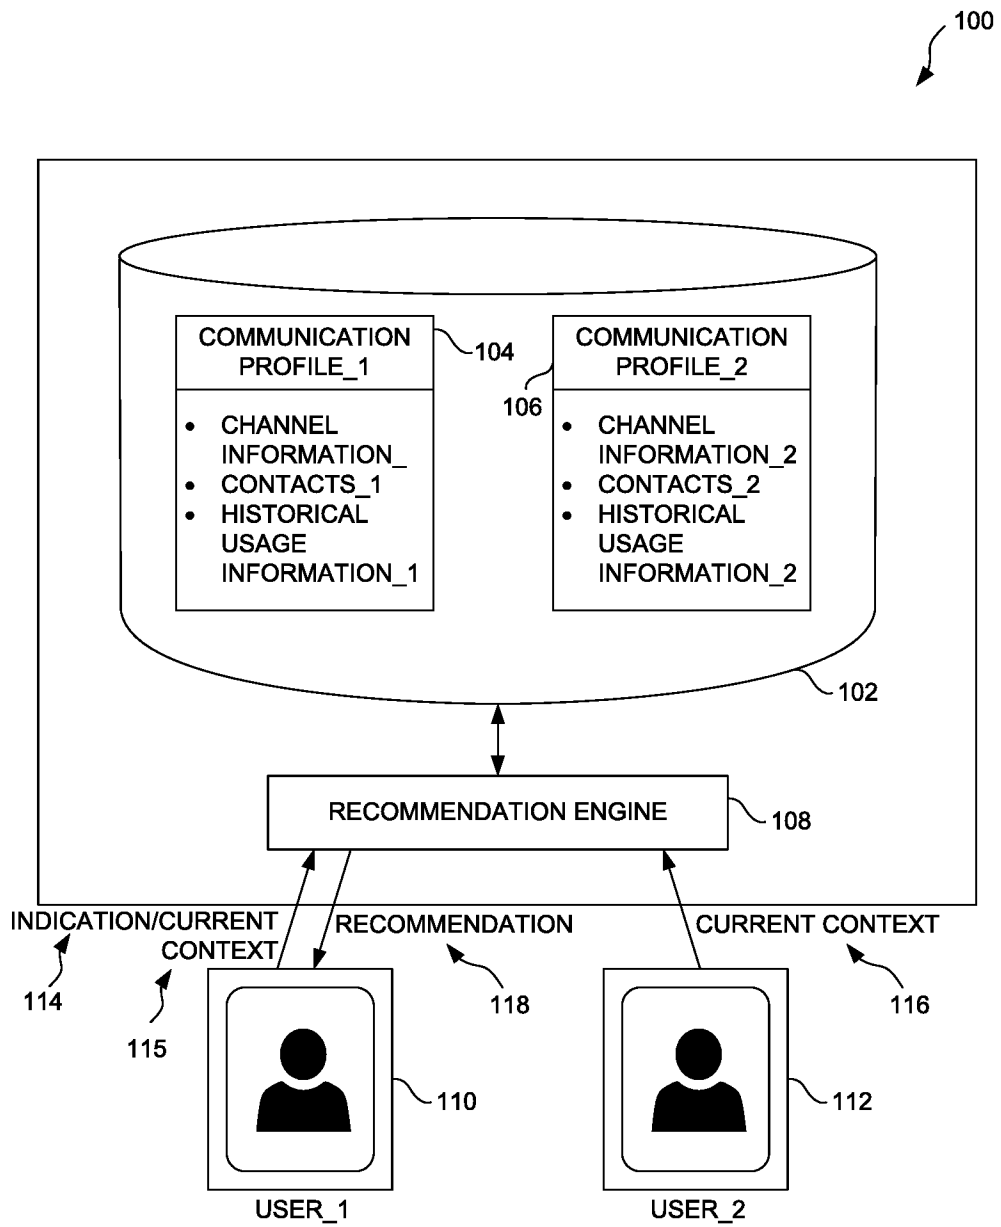 100
COMMUNICATION
PROFILE_1
104
• CHANNEL
INFORMATION_
• CONTACTS_1
• HISTORICAL
USAGE
INFORMATION_1
COMMUNICATION
PROFILE_2
106
• CHANNEL
INFORMATION_2
• CONTACTS_2
• HISTORICAL
USAGE
INFORMATION_2
102
RECOMMENDATION ENGINE
108
INDICATION/CURRENT
CONTEXT
114
115
RECOMMENDATION
118
CURRENT CONTEXT
116
110
112
USER_1
USER_2